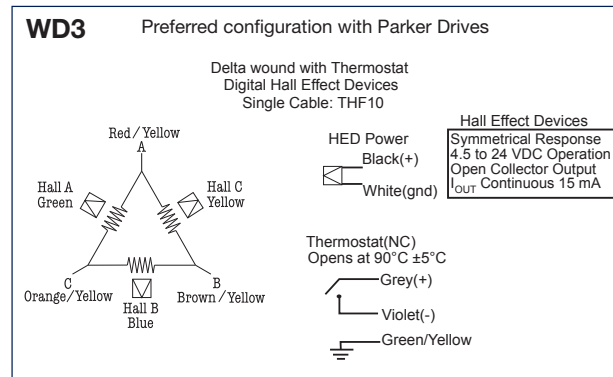 WD3 Preferred configuration with Parker Drives
Delta wound with Thermostat
Digital Hall Effect Devices
Single Cable: THF10
Red/Yellow
A
Hall A
Green
Hall C
Yellow
C
Orange/Yellow
Hall B
Blue
B
Brown/Yellow
HED Power
Black(+)
White(gnd)
Hall Effect Devices
Symmetrical Response
4.5 to 24 VDC Operation
Open Collector Output
IOUT Continuous 15 mA
Thermostat(NC)
Opens at 90°C ±5°C
Grey(+)
Violet(-)
Green/Yellow